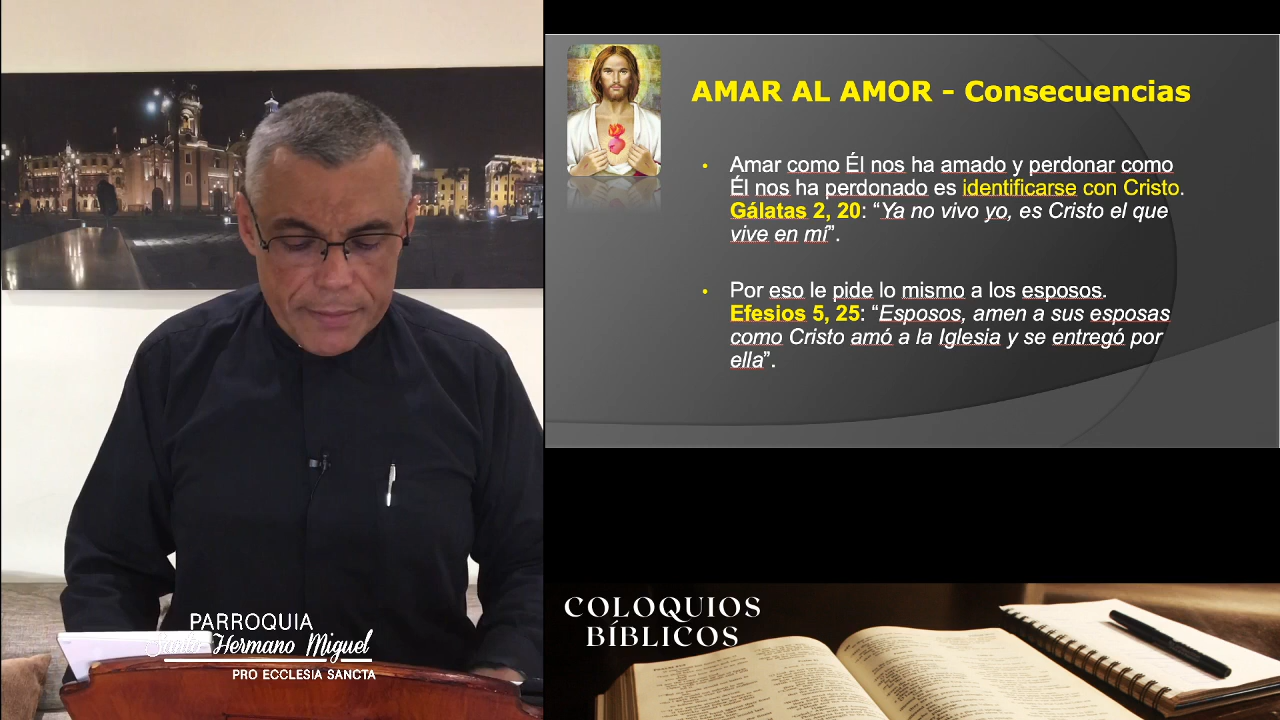 AMAR AL AMOR - Consecuencias
• Amar como Él nos ha amado y perdonar como
Él nos ha perdonado es identificarse con Cristo.
Gálatas 2, 20: “Ya no vivo yo, es Cristo el que
vive en mí”.
• Por eso le pide lo mismo a los esposos.
Efesios 5, 25: “Esposos, amen a sus esposas
como Cristo amó a la Iglesia y se entregó por
ella”.
PARROQUIA
Santo Hermano Miguel
PRO ECCLESIA SANCTA
COLOQUIOS
BÍBLICOS